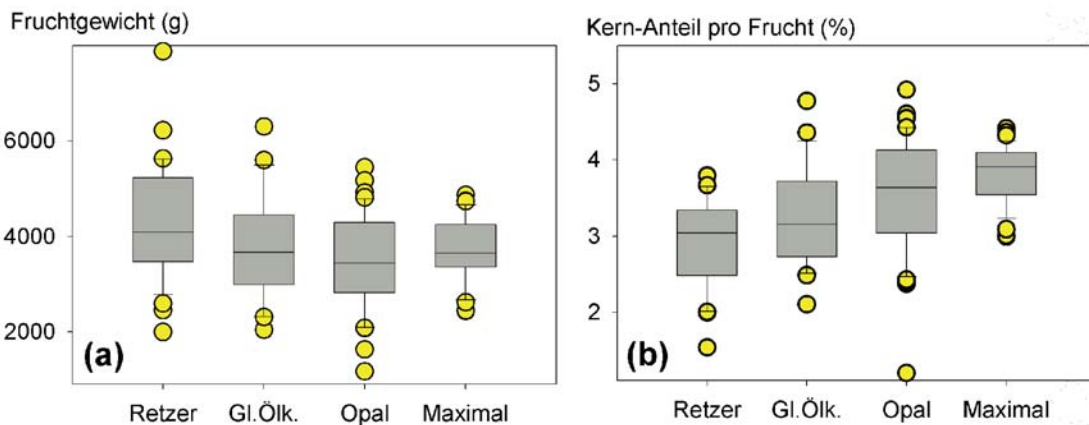 Fruchtgewicht (g)
6000
4000
2000
(a)
Retzer Gl.Ölk. Opal Maximal
Kern-Anteil pro Frucht (%)
5
4
3
2
(b)
Retzer Gl.Ölk. Opal Maximal